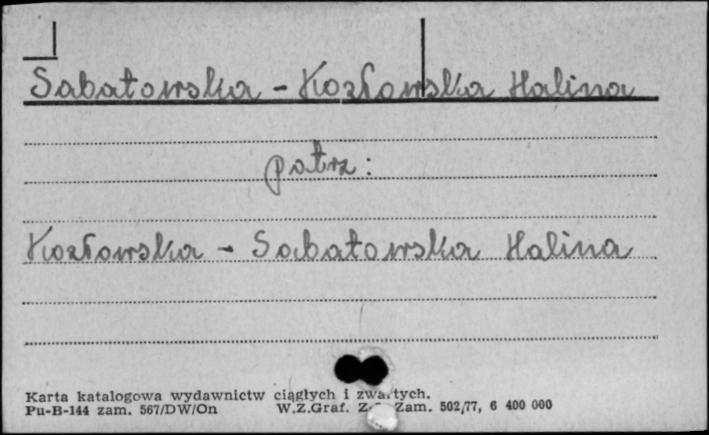 Sabatowska - Kozłowska Halina
patrz:
Kozłowska - Sabatowska Halina
Karta katalogowa wydawnictw ciągłych i zwartych.
Pu-B-144 zam. 567/DW/On W.Z.Graf. Zam. 502/77, 6 400 000